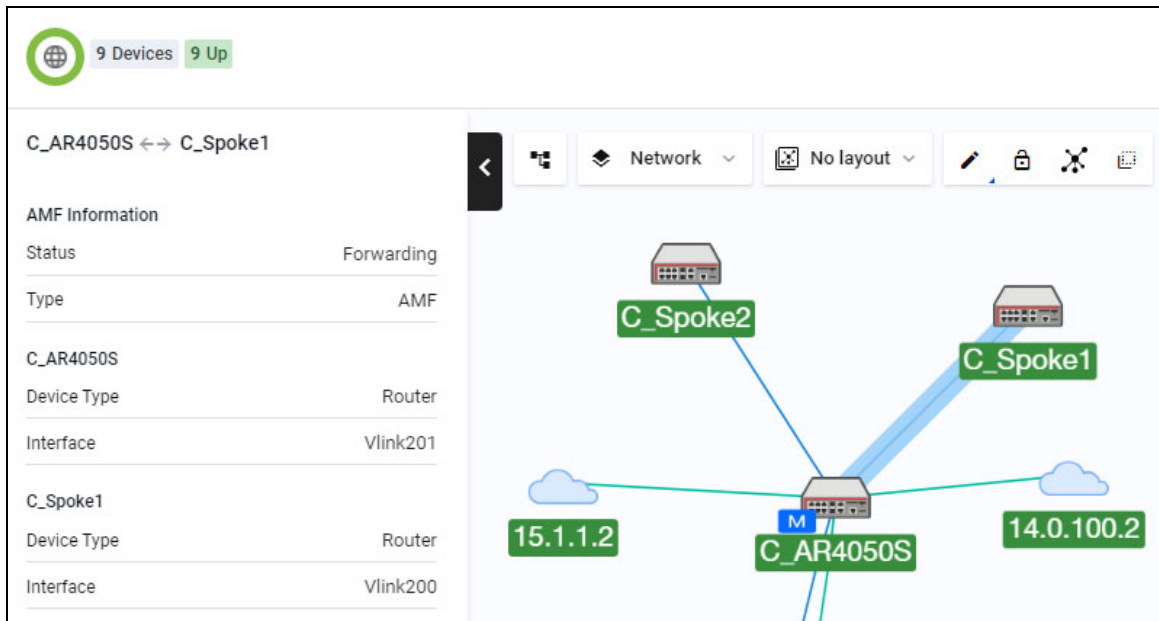 9 Devices 9 Up
C_AR4050S ←→ C_Spoke1
AMF Information
Status Forwarding
Type AMF
C_AR4050S
Device Type Router
Interface Vlink201
C_Spoke1
Device Type Router
Interface Vlink200
Network No layout
C_Spoke2
C_Spoke1
15.1.1.2
M
C_AR4050S
14.0.100.2